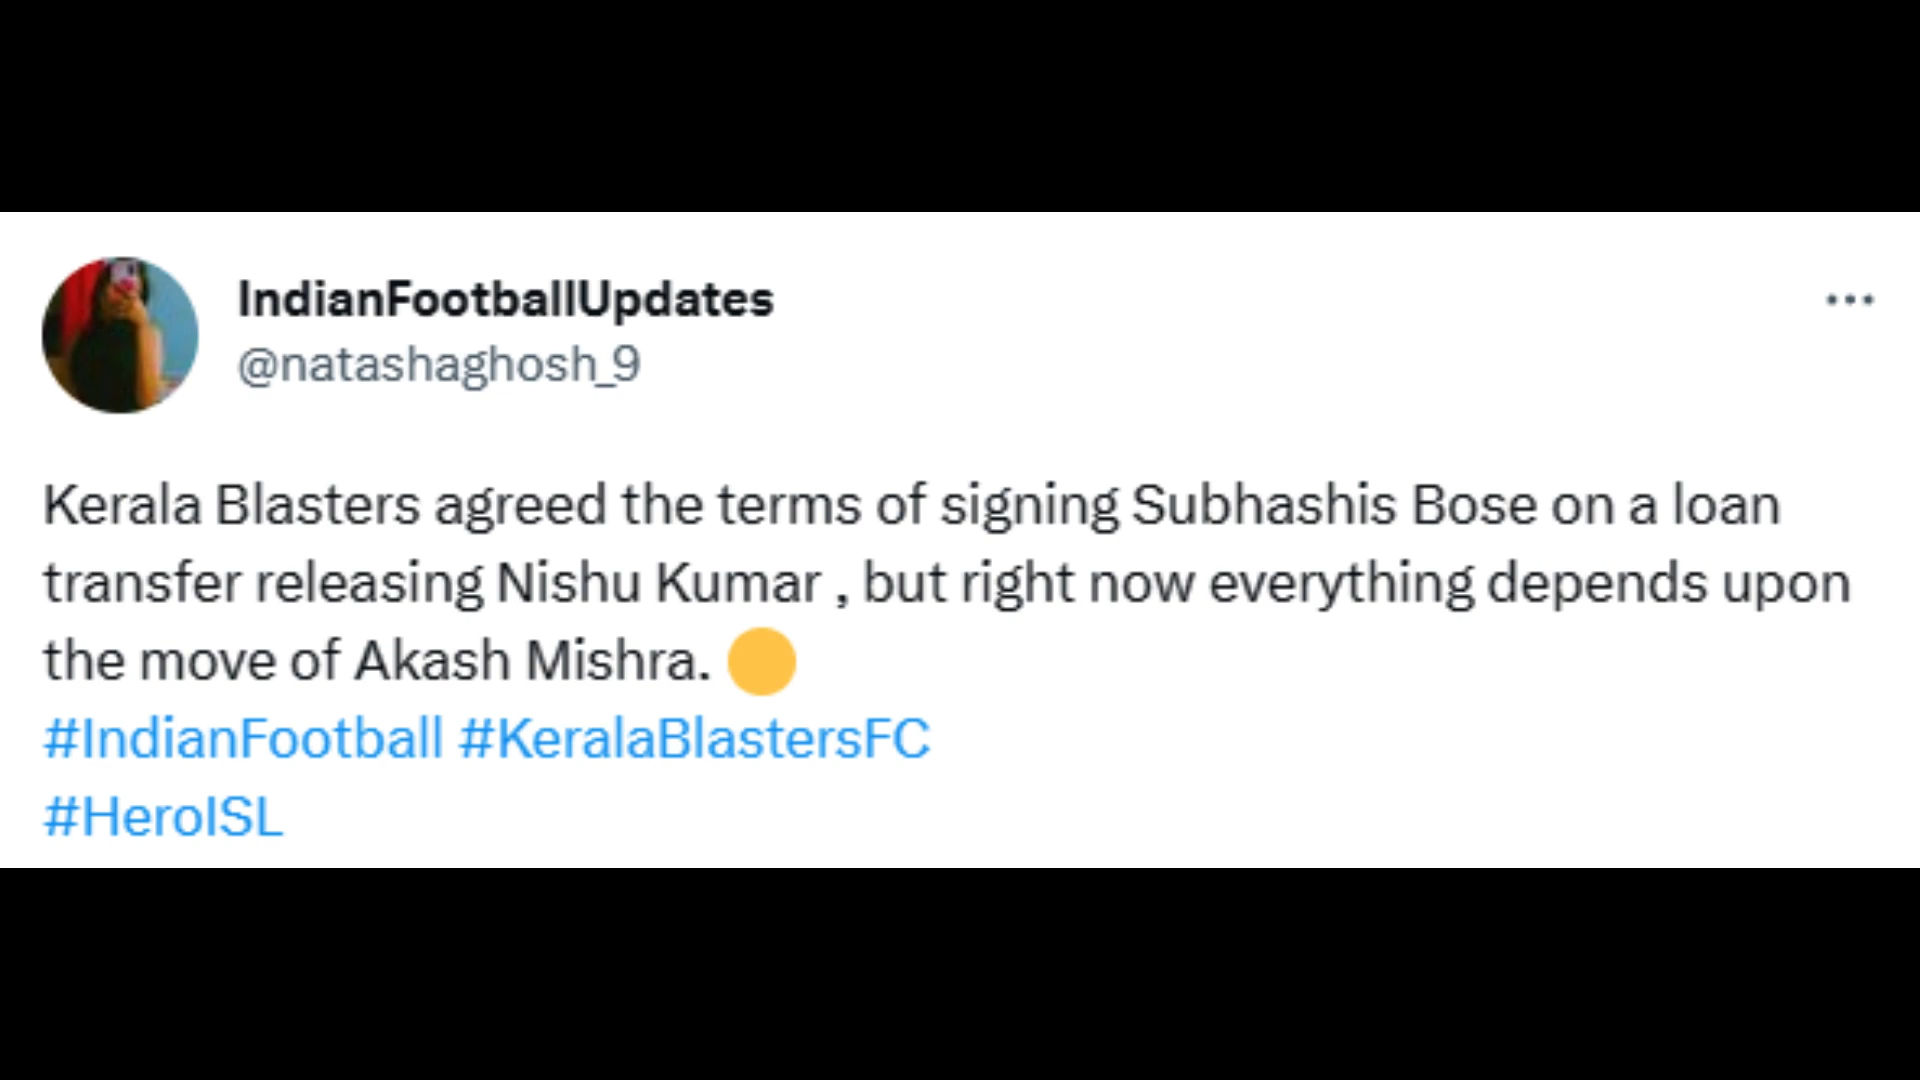 IndianFootballUpdates
@natashaghosh_9
Kerala Blasters agreed the terms of signing Subhashis Bose on a loan
transfer releasing Nishu Kumar , but right now everything depends upon
the move of Akash Mishra.
#IndianFootball #KeralaBlastersFC
#HeroISL